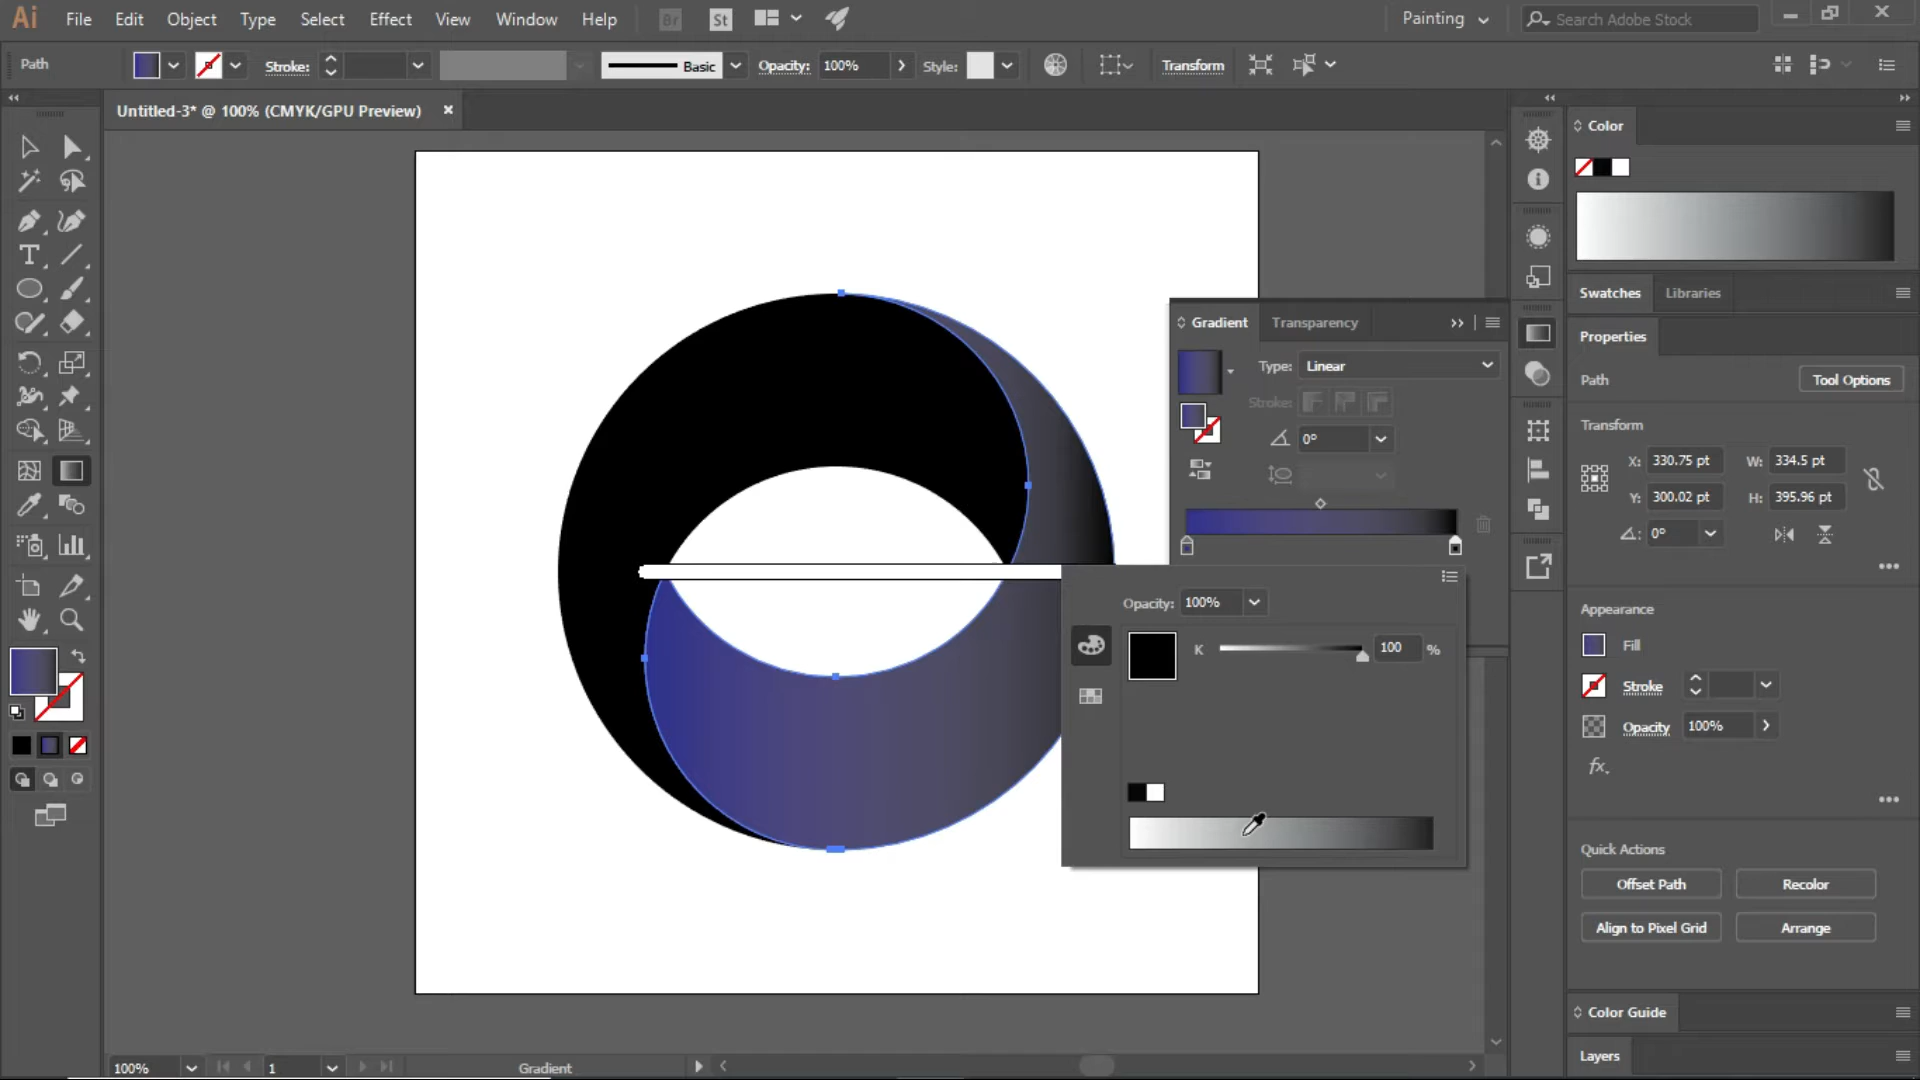 Ai File Edit Object Type Select Effect View Window Help Br St Painting Search Adobe Stock
Path Stroke: Basic Opacity: 100% Style: Transform
Untitled-3* @ 100% (CMYK/GPU Preview)
Color
Swatches Libraries
Gradient Transparency
Type: Linear
Stroke:
0°
Opacity: 100%
K 100 %
Properties
Path Tool Options
Transform
X: 330.75 pt W: 334.5 pt
Y: 300.02 pt H: 395.96 pt
0°
Appearance
Fill
Stroke
Opacity 100%
fx.
Quick Actions
Offset Path Recolor
Align to Pixel Grid Arrange
Color Guide
Layers
100% 1 Gradient